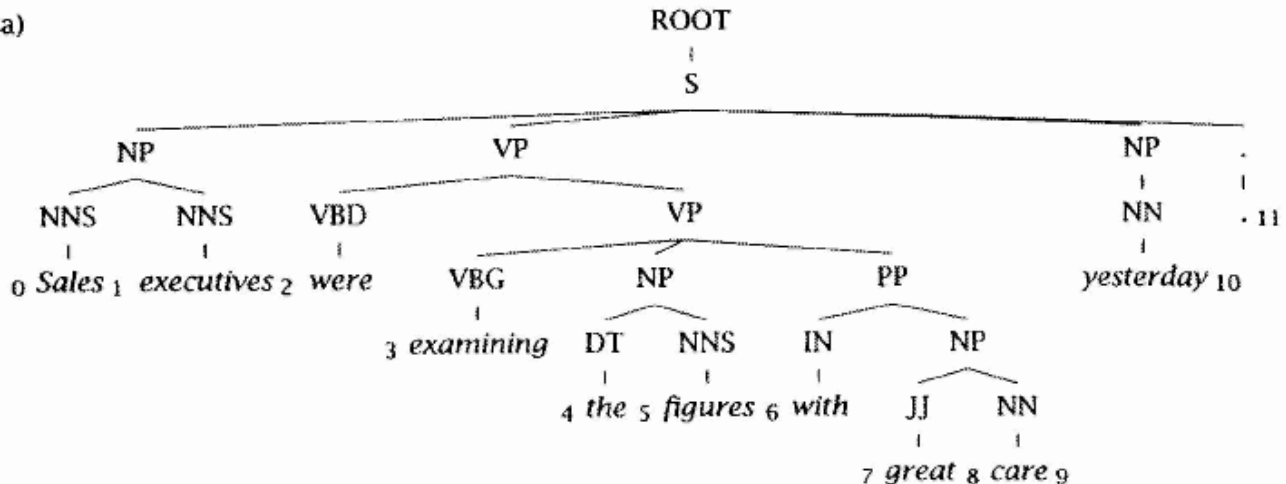 a)
ROOT
S
NP VP NP .
NNS NNS VBD VP NN . 11
0 Sales 1 executives 2 were VBG NP PP yesterday 10
3 examining DT NNS IN NP
4 the 5 figures 6 with JJ NN
7 great 8 care 9